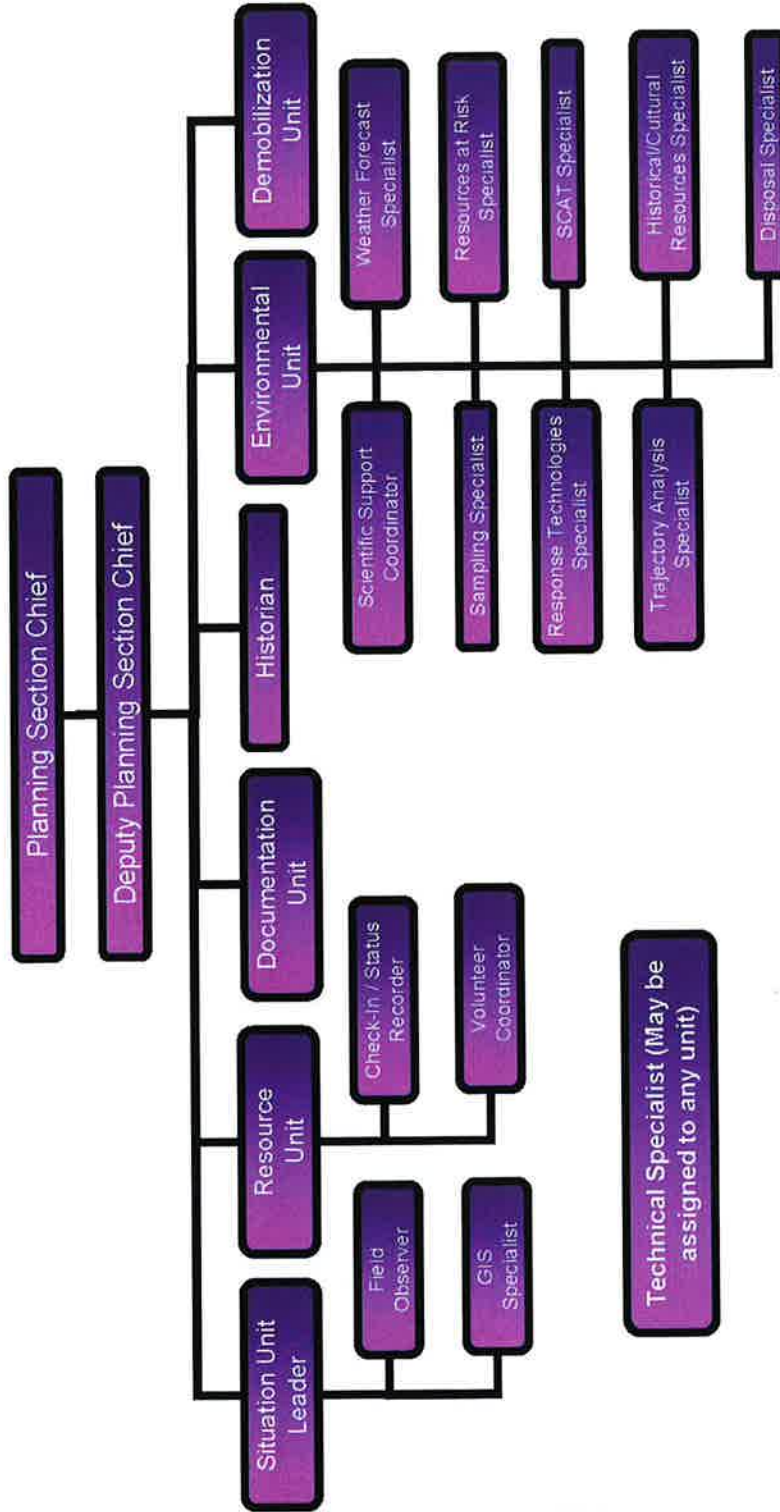 Planning Section Chief
Deputy Planning Section Chief
Situation Unit
Leader
Resource
Unit
Documentation
Unit
Historian
Environmental
Unit
Demobilization
Unit
Field
Observer
GIS
Specialist
Check-In / Status
Recorder
Volunteer
Coordinator
Scientific Support
Coordinator
Weather Forecast
Specialist
Sampling Specialist
Resources at Risk
Specialist
Response Technologies
Specialist
SCAT Specialist
Trajectory Analysis
Specialist
Historical/Cultural
Resources Specialist
Disposal Specialist
Technical Specialist (May be
assigned to any unit)